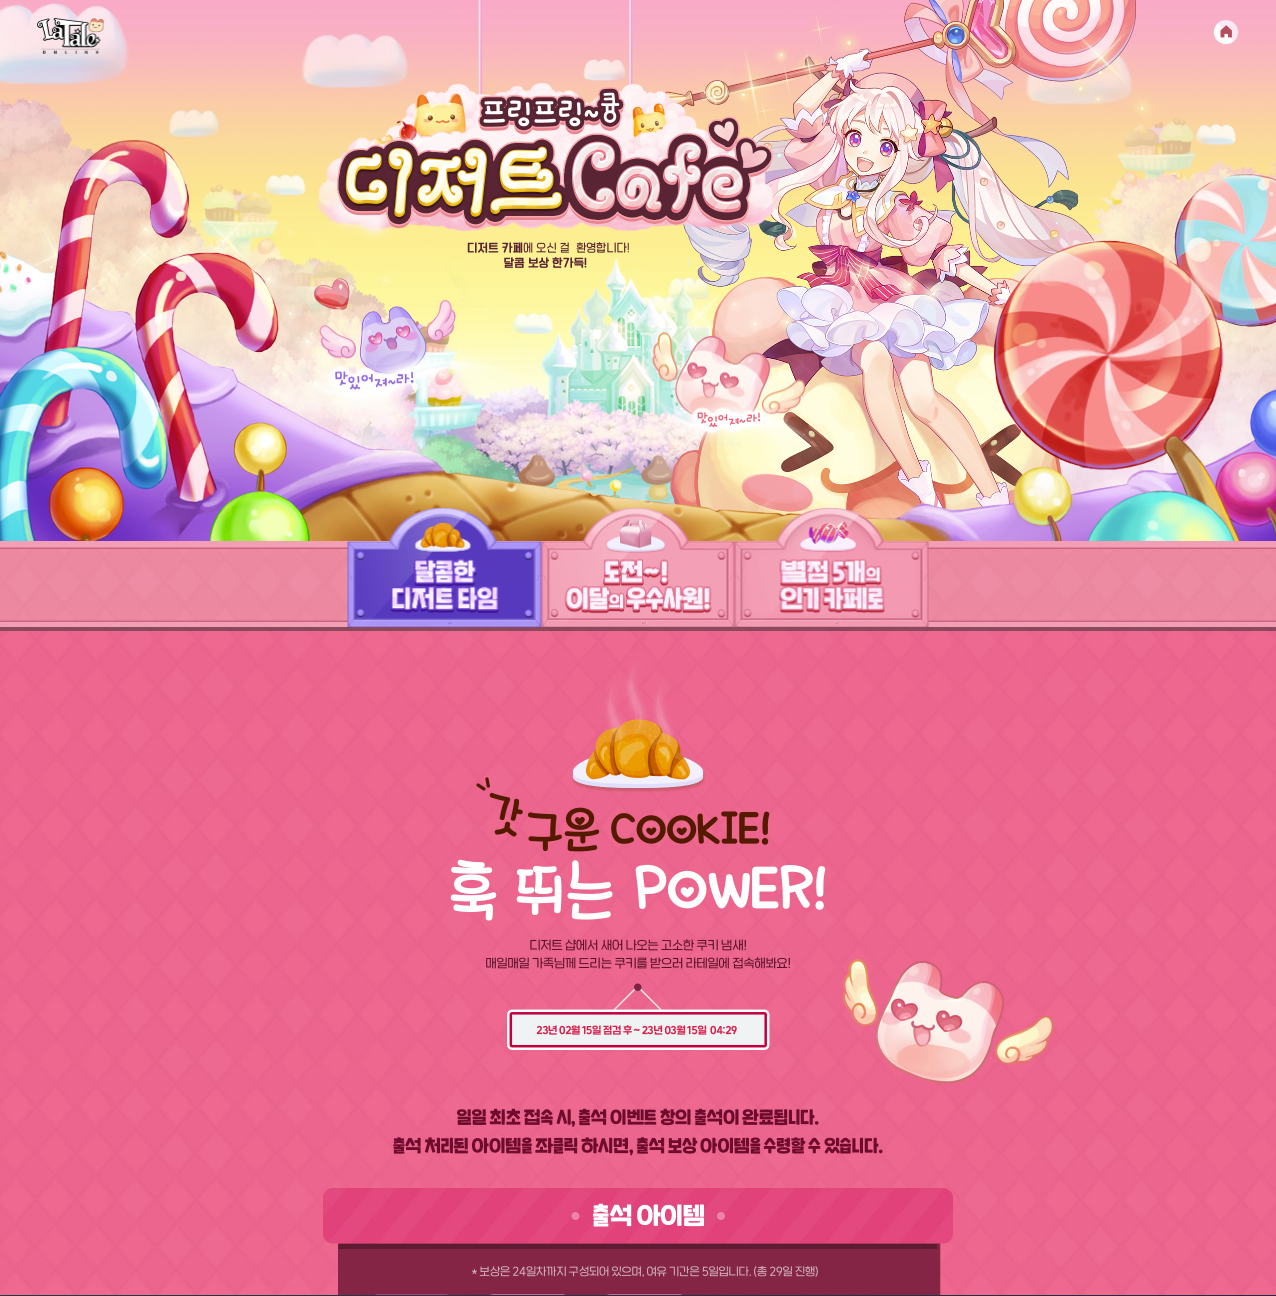 LaTale
ONLINE
프링프링~큥
디저트 Cafe
디저트 카페에 오신 걸 환영합니다!
달콤 보상 한가득!
맛있어져~라!
맛있어져~라!
달콤한
디저트 타임
도전~!
이달의 우수사원!
별점 5개의
인기 카페로
갓 구운 COOKIE!
훅 뛰는 POWER!
디저트 샵에서 새어 나오는 고소한 쿠키 냄새!
매일매일 가족님께 드리는 쿠키를 받으러 라테일에 접속해봐요!
23년 02월 15일 점검 후 ~ 23년 03월 15일 04:29
일일 최초 접속 시, 출석 이벤트 창의 출석이 완료됩니다.
출석 처리된 아이템을 좌클릭 하시면, 출석 보상 아이템을 수령할 수 있습니다.
출석 아이템
* 보상은 24일차까지 구성되어 있으며, 여유 기간은 5일입니다. (총 29일 진행)